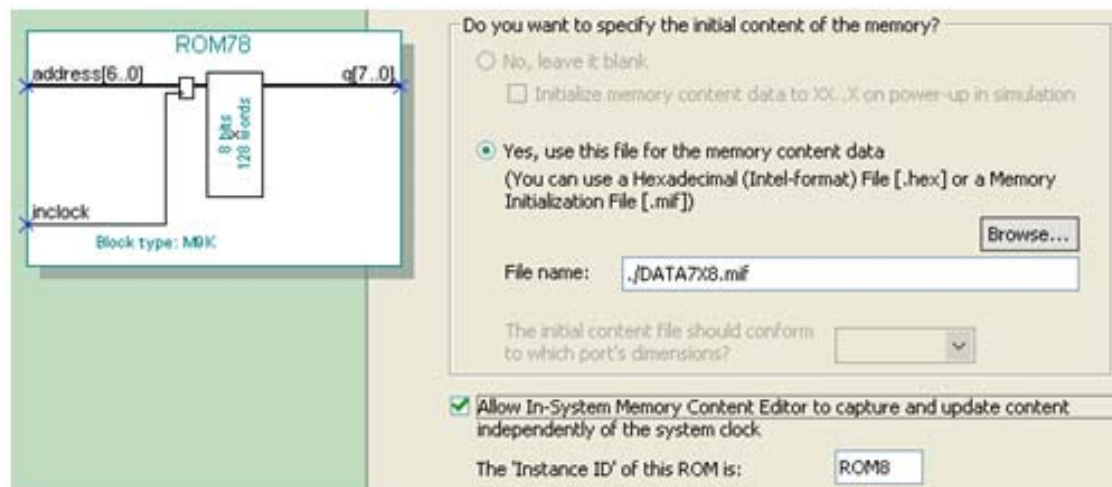 ROM78
address[6..0]
q[7..0]
8 bits
128 words
inclock
Block type: M9K
Do you want to specify the initial content of the memory?
No, leave it blank
Initialize memory content data to XX..X on power-up in simulation
Yes, use this file for the memory content data
(You can use a Hexadecimal (Intel-format) File [.hex] or a Memory
Initialization File [.mif])
Browse...
File name:
./DATA7X8.mif
The initial content file should conform
to which port's dimensions?
Allow In-System Memory Content Editor to capture and update content
independently of the system clock
The 'Instance ID' of this ROM is:
ROM8